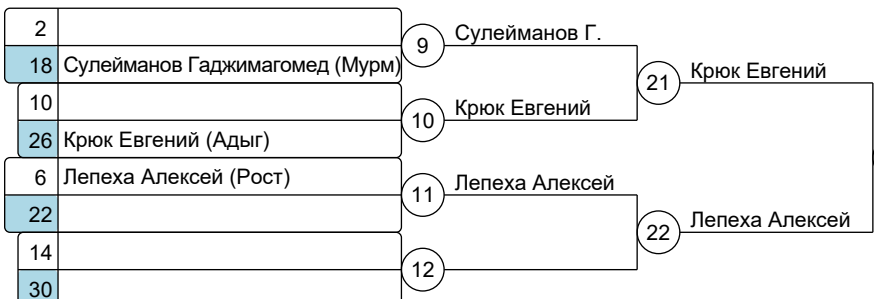 2
18 Сулейманов Гаджимагомед (Мурм)
9 Сулейманов Г.
10
26 Крюк Евгений (Адыг)
10 Крюк Евгений
21 Крюк Евгений
6 Лепеха Алексей (Рост)
22
11 Лепеха Алексей
14
30
12
22 Лепеха Алексей